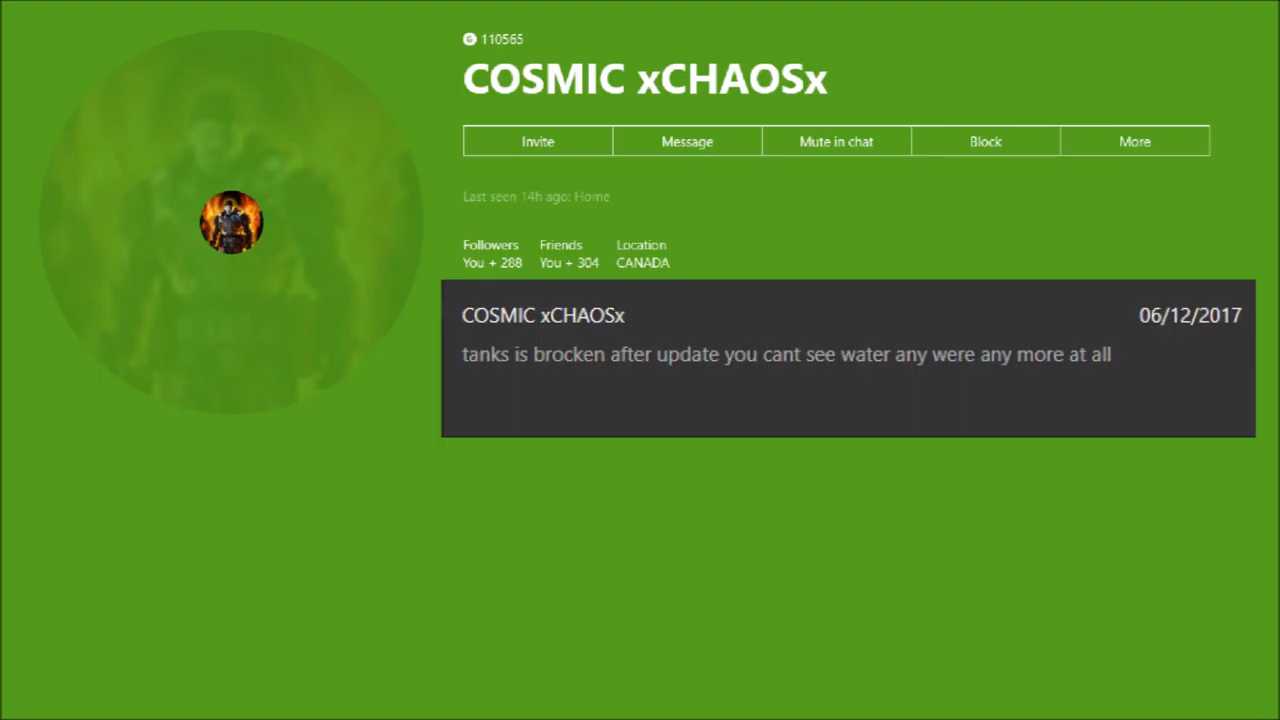 G 110565
COSMIC xCHAOSx
Invite Message Mute in chat Block More
Last seen 14h ago: Home
Followers Friends Location
You + 288 You + 304 CANADA
COSMIC xCHAOSx 06/12/2017
tanks is brocken after update you cant see water any were any more at all